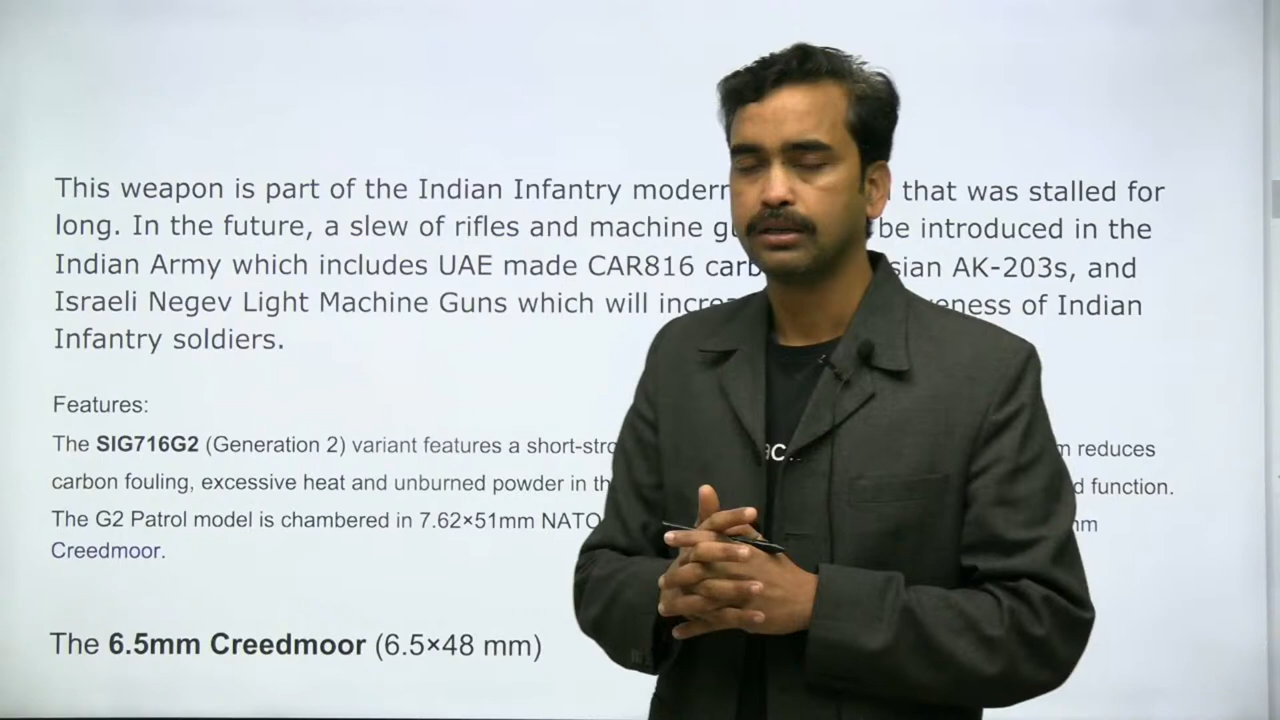 This weapon is part of the Indian Infantry modern that was stalled for
long. In the future, a slew of rifles and machine be introduced in the
Indian Army which includes UAE made CAR816 AK-203s, and
Israeli Negev Light Machine Guns which will of Indian
Infantry soldiers.
Features:
The SIG716G2 (Generation 2) variant features a reduces
carbon fouling, excessive heat and unburned powder in function.
The G2 Patrol model is chambered in 7.62×51mm NATO
Creedmoor.
The 6.5mm Creedmoor (6.5×48 mm)